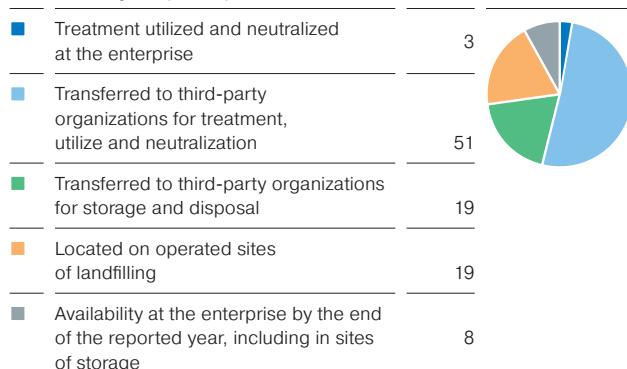 Treatment utilized and neutralized
at the enterprise 3
Transferred to third-party
organizations for treatment,
utilize and neutralization 51
Transferred to third-party organizations
for storage and disposal 19
Located on operated sites
of landfilling 19
Availability at the enterprise by the end
of the reported year, including in sites 8
of storage